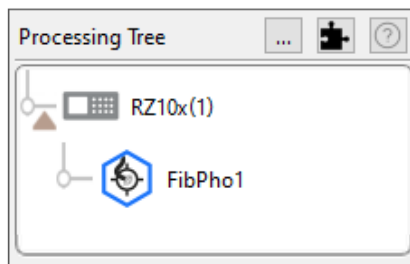 Processing Tree ... ?
RZ10x(1)
FibPho1